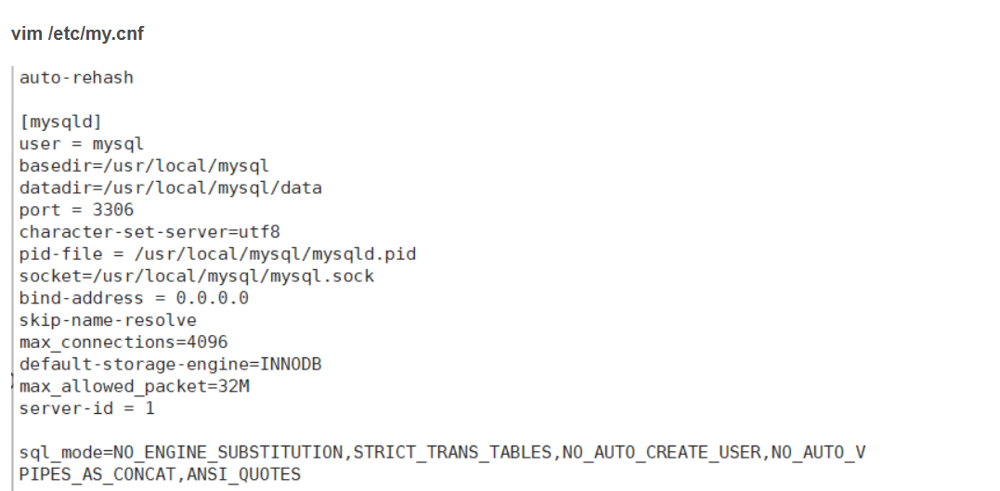 vim /etc/my.cnf
auto-rehash
[mysqld]
user = mysql
basedir=/usr/local/mysql
datadir=/usr/local/mysql/data
port = 3306
character-set-server=utf8
pid-file = /usr/local/mysql/mysqld.pid
socket=/usr/local/mysql/mysql.sock
bind-address = 0.0.0.0
skip-name-resolve
max_connections=4096
default-storage-engine=INNODB
max_allowed_packet=32M
server-id = 1
sql_mode=NO_ENGINE_SUBSTITUTION,STRICT_TRANS_TABLES,NO_AUTO_CREATE_USER,NO_AUTO_V
PIPES_AS_CONCAT,ANSI_QUOTES